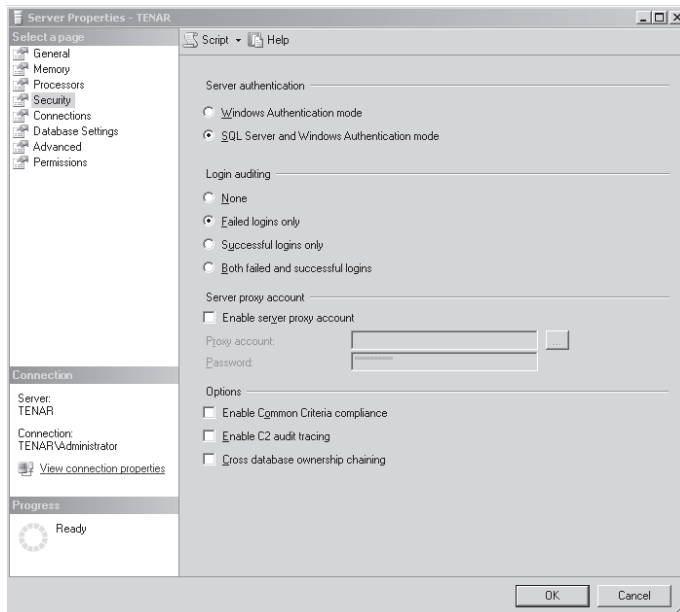 Server Properties - TENAR
Select a page
General
Memory
Processors
Security
Connections
Database Settings
Advanced
Permissions
Connection
Server:
TENAR
Connection:
TENAR\Administrator
View connection properties
Progress
Ready
Script Help
Server authentication
Windows Authentication mode
SQL Server and Windows Authentication mode
Login auditing
None
Failed logins only
Successful logins only
Both failed and successful logins
Server proxy account
Enable server proxy account
Proxy account:
...
Password:
Options
Enable Common Criteria compliance
Enable C2 audit tracing
Cross database ownership chaining
OK Cancel